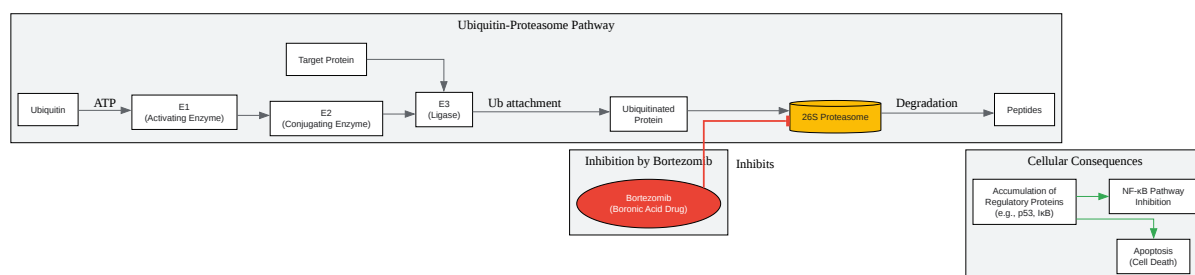 Ubiquitin-Proteasome Pathway
Target Protein
Ubiquitin
ATP
E1
(Activating Enzyme)
E2
(Conjugating Enzyme)
E3
(Ligase)
Ub attachment
Ubiquitinated
Protein
26S Proteasome
Degradation
Peptides
Inhibition by Bortezomib
Inhibits
Bortezomib
(Boronic Acid Drug)
Cellular Consequences
Accumulation of
Regulatory Proteins
(e.g., p53, IκB)
NF-κB Pathway
Inhibition
Apoptosis
(Cell Death)